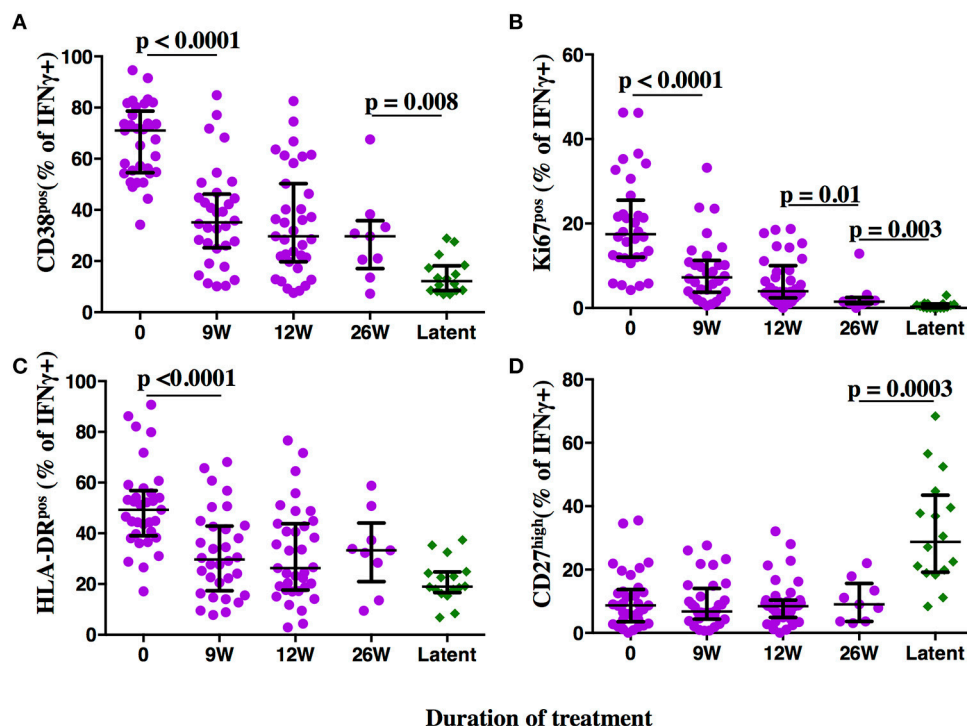 A
CD38pos(% of IFNγ+)
100
80
60
40
20
0
p < 0.0001
p = 0.008
0 9W 12W 26W Latent
B
Ki67pos (% of IFNγ+)
60
40
20
0
p < 0.0001
p = 0.01
p = 0.003
0 9W 12W 26W Latent
C
HLA-DRpos (% of IFNγ+)
100
80
60
40
20
0
p <0.0001
0 9W 12W 26W Latent
D
CD27high(% of IFNγ+)
80
60
40
20
0
p = 0.0003
0 9W 12W 26W Latent
Duration of treatment